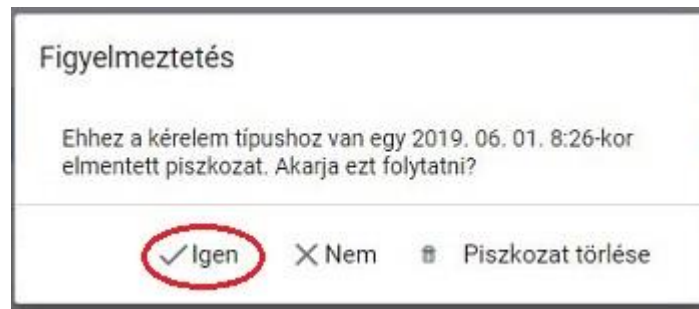 Figyelmeztetés
Ehhez a kérelem típushoz van egy 2019. 06. 01. 8:26-kor
elmentett piszkozat. Akarja ezt folytatni?
Igen Nem Piszkozat törlése